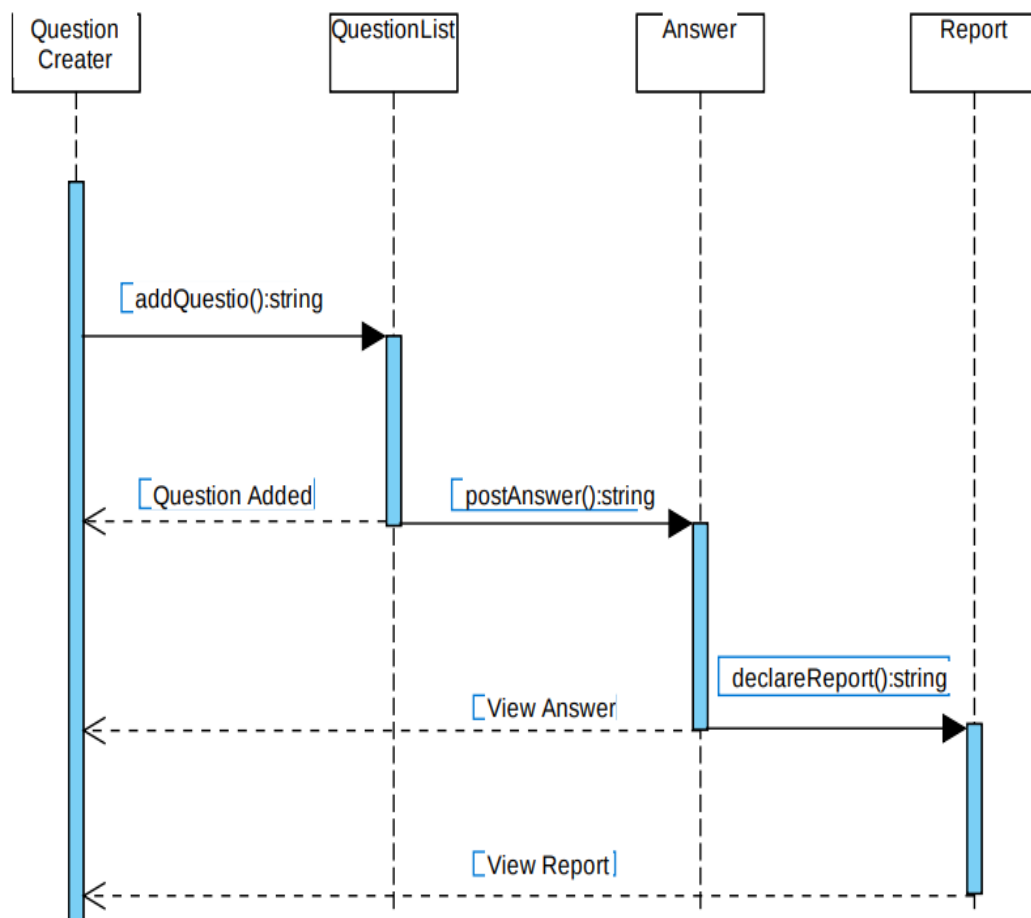 Question
Creater
QuestionList
Answer
Report
addQuestio():string
Question Added
postAnswer():string
declareReport():string
View Answer
View Report